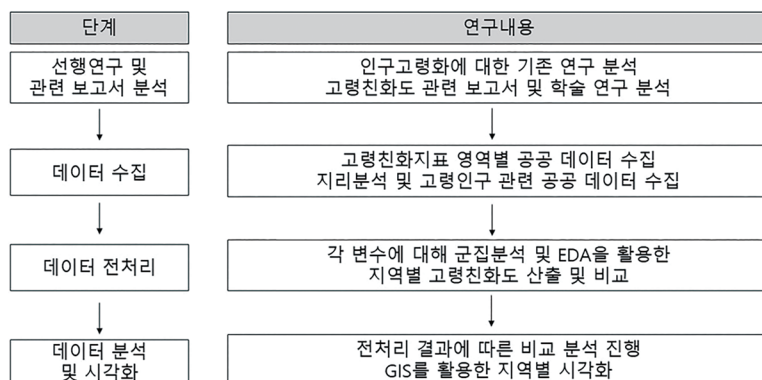 단계
연구내용
선행연구 및
관련 보고서 분석
인구고령화에 대한 기존 연구 분석
고령친화도 관련 보고서 및 학술 연구 분석
데이터 수집
고령친화지표 영역별 공공 데이터 수집
지리분석 및 고령인구 관련 공공 데이터 수집
데이터 전처리
각 변수에 대해 군집분석 및 EDA을 활용한
지역별 고령친화도 산출 및 비교
데이터 분석
및 시각화
전처리 결과에 따른 비교 분석 진행
GIS를 활용한 지역별 시각화